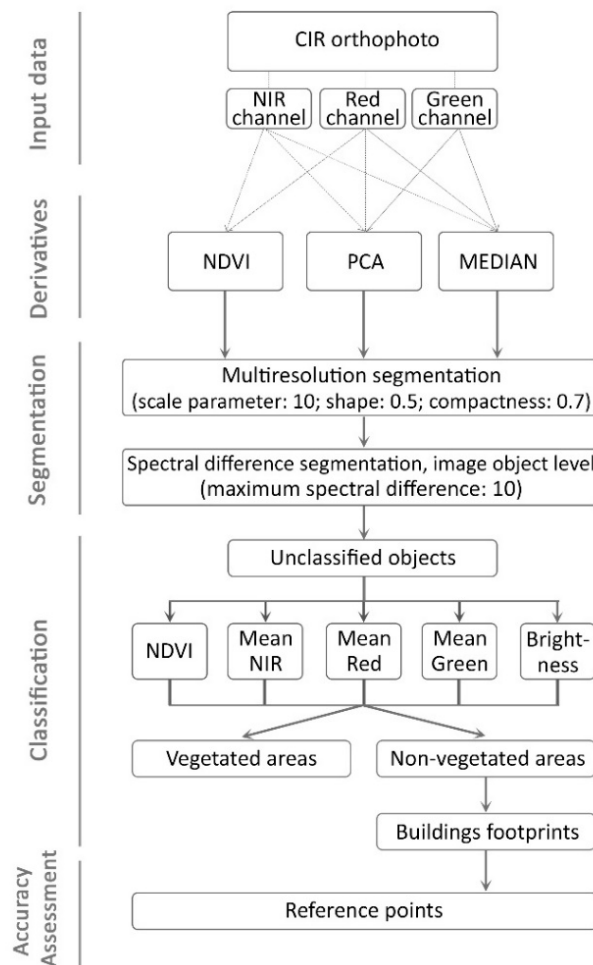 Input data
CIR orthophoto
NIR
channel
Red
channel
Green
channel
Derivatives
NDVI
PCA
MEDIAN
Segmentation
Multiresolution segmentation
(scale parameter: 10; shape: 0.5; compactness: 0.7)
Spectral difference segmentation, image object level
(maximum spectral difference: 10)
Classification
Unclassified objects
NDVI
Mean
NIR
Mean
Red
Mean
Green
Bright-
ness
Vegetated areas
Non-vegetated areas
Buildings footprints
Accuracy
Assessment
Reference points